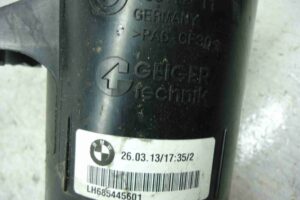 GERMANY
GEIGER
technik
26.03.13/17:35/2
LH685445601